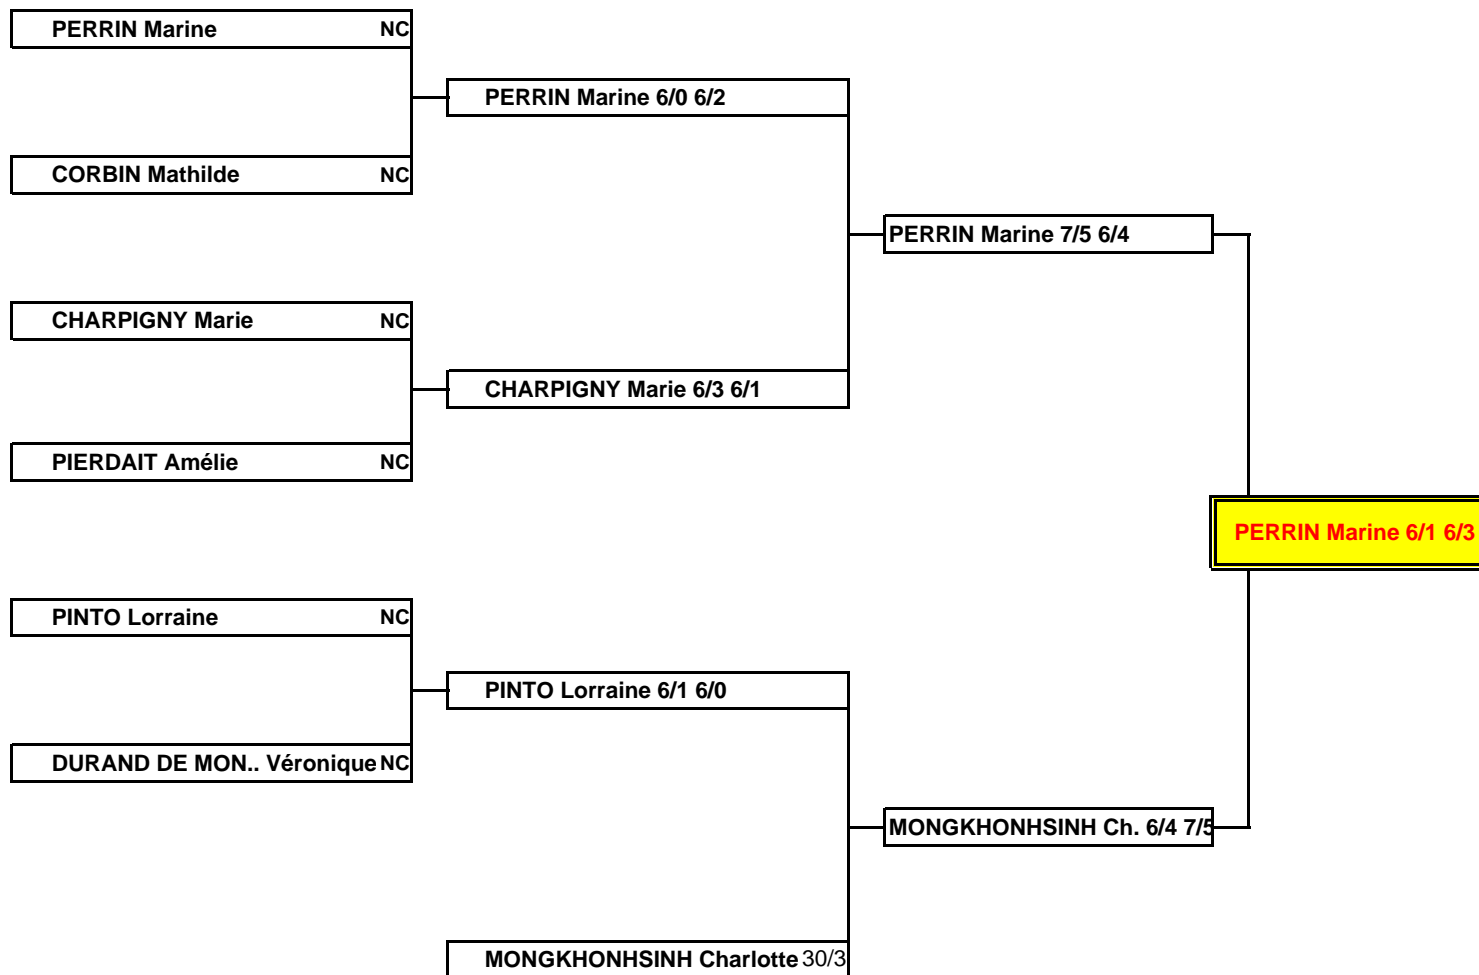 PERRIN Marine NC
PERRIN Marine 6/0 6/2
CORBIN Mathilde NC
PERRIN Marine 7/5 6/4
CHARPIGNY Marie NC
CHARPIGNY Marie 6/3 6/1
PIERDAIT Amélie NC
PERRIN Marine 6/1 6/3
PINTO Lorraine NC
PINTO Lorraine 6/1 6/0
DURAND DE MON.. Véronique NC
MONGKHONHSINH Ch. 6/4 7/5
MONGKHONHSINH Charlotte 30/3